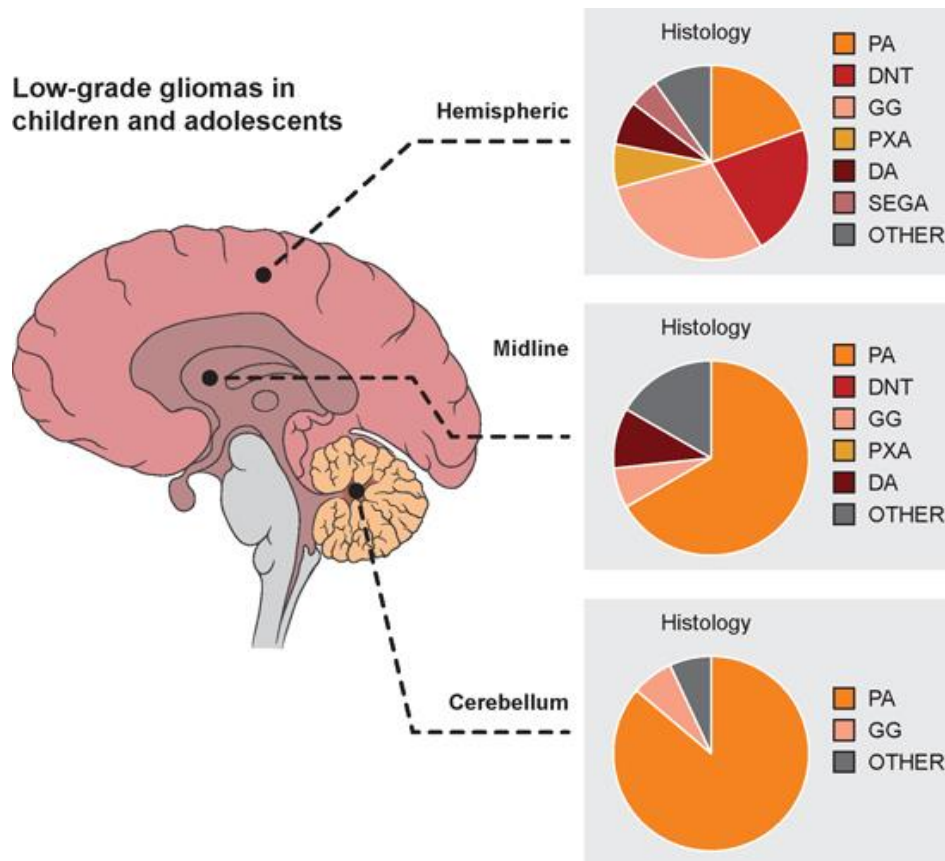 Low-grade gliomas in
children and adolescents
Hemispheric
Histology
PA
DNT
GG
PXA
DA
SEGA
OTHER
Midline
Histology
PA
DNT
GG
PXA
DA
OTHER
Cerebellum
Histology
PA
GG
OTHER